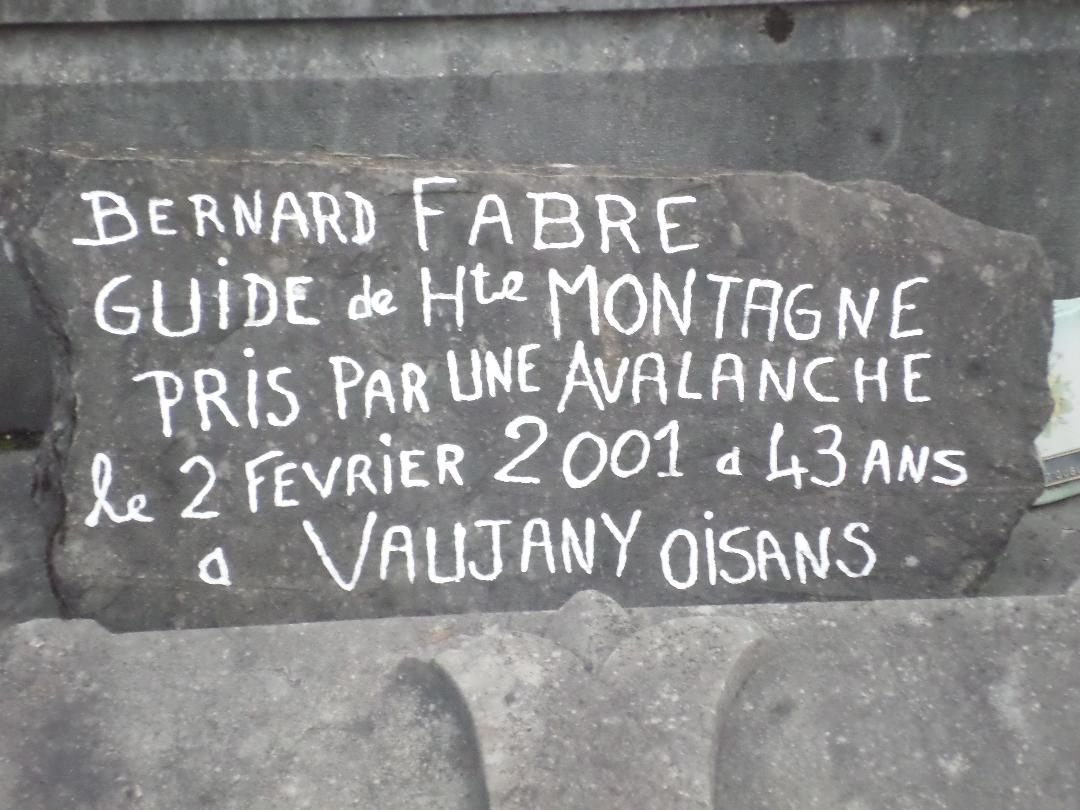 BERNARD FABRE
GUiDE de Hte MONTAGNE
PRiS PAR UNE AVALANCHE
le 2 FEVRiER 2001 a 43 ANS
a VAUJANY OiSANS